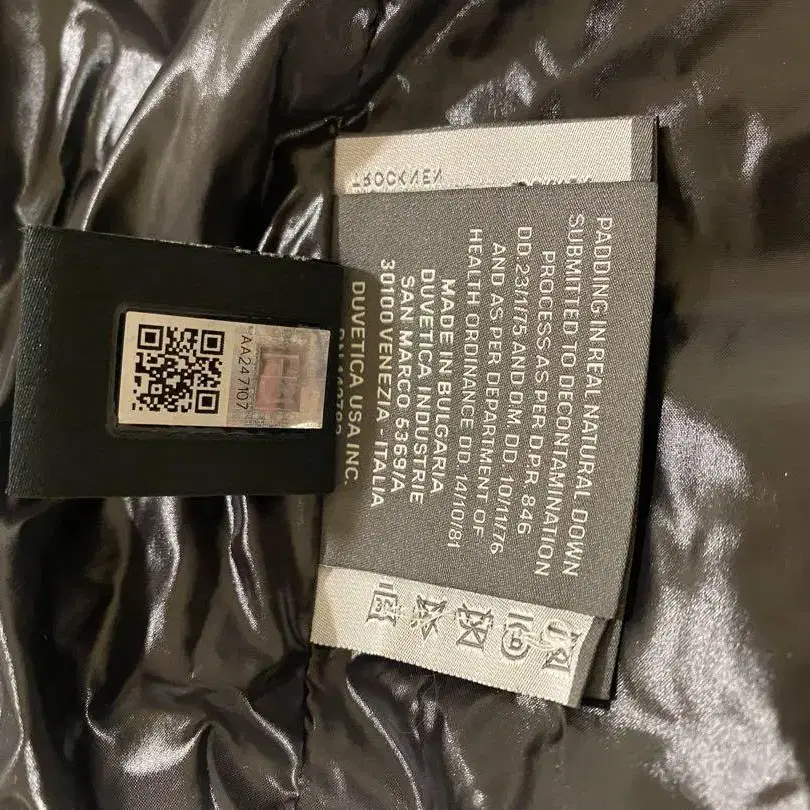 PADDING IN REAL NATURAL DOWN
SUBMITTED TO DECONTAMINATION
PROCESS AS PER D.P.R. 846
DD. 23/1/75 AND D.M. DD. 10/11/76
AND AS PER DEPARTMENT OF
HEALTH ORDINANCE DD. 14/10/81
MADE IN BULGARIA
DUVETICA INDUSTRIE
SAN MARCO 5369/A
30100 VENEZIA - ITALIA
DUVETICA USA INC.
AA247107
TROCKNEN